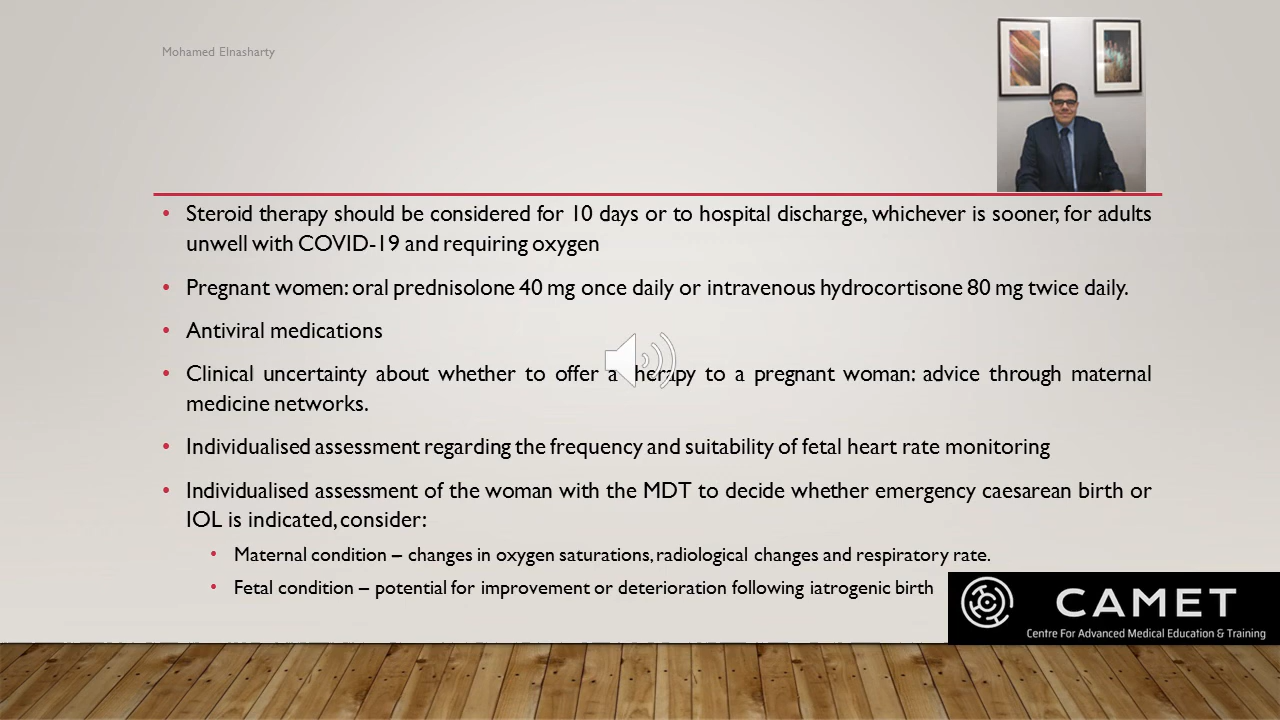 Mohamed Elnasharty
• Steroid therapy should be considered for 10 days or to hospital discharge, whichever is sooner, for adults
unwell with COVID-19 and requiring oxygen
• Pregnant women: oral prednisolone 40 mg once daily or intravenous hydrocortisone 80 mg twice daily.
• Antiviral medications
• Clinical uncertainty about whether to offer a therapy to a pregnant woman: advice through maternal
medicine networks.
• Individualised assessment regarding the frequency and suitability of fetal heart rate monitoring
• Individualised assessment of the woman with the MDT to decide whether emergency caesarean birth or
IOL is indicated, consider:
• Maternal condition – changes in oxygen saturations, radiological changes and respiratory rate.
• Fetal condition – potential for improvement or deterioration following iatrogenic birth
CAMET
Centre For Advanced Medical Education & Training